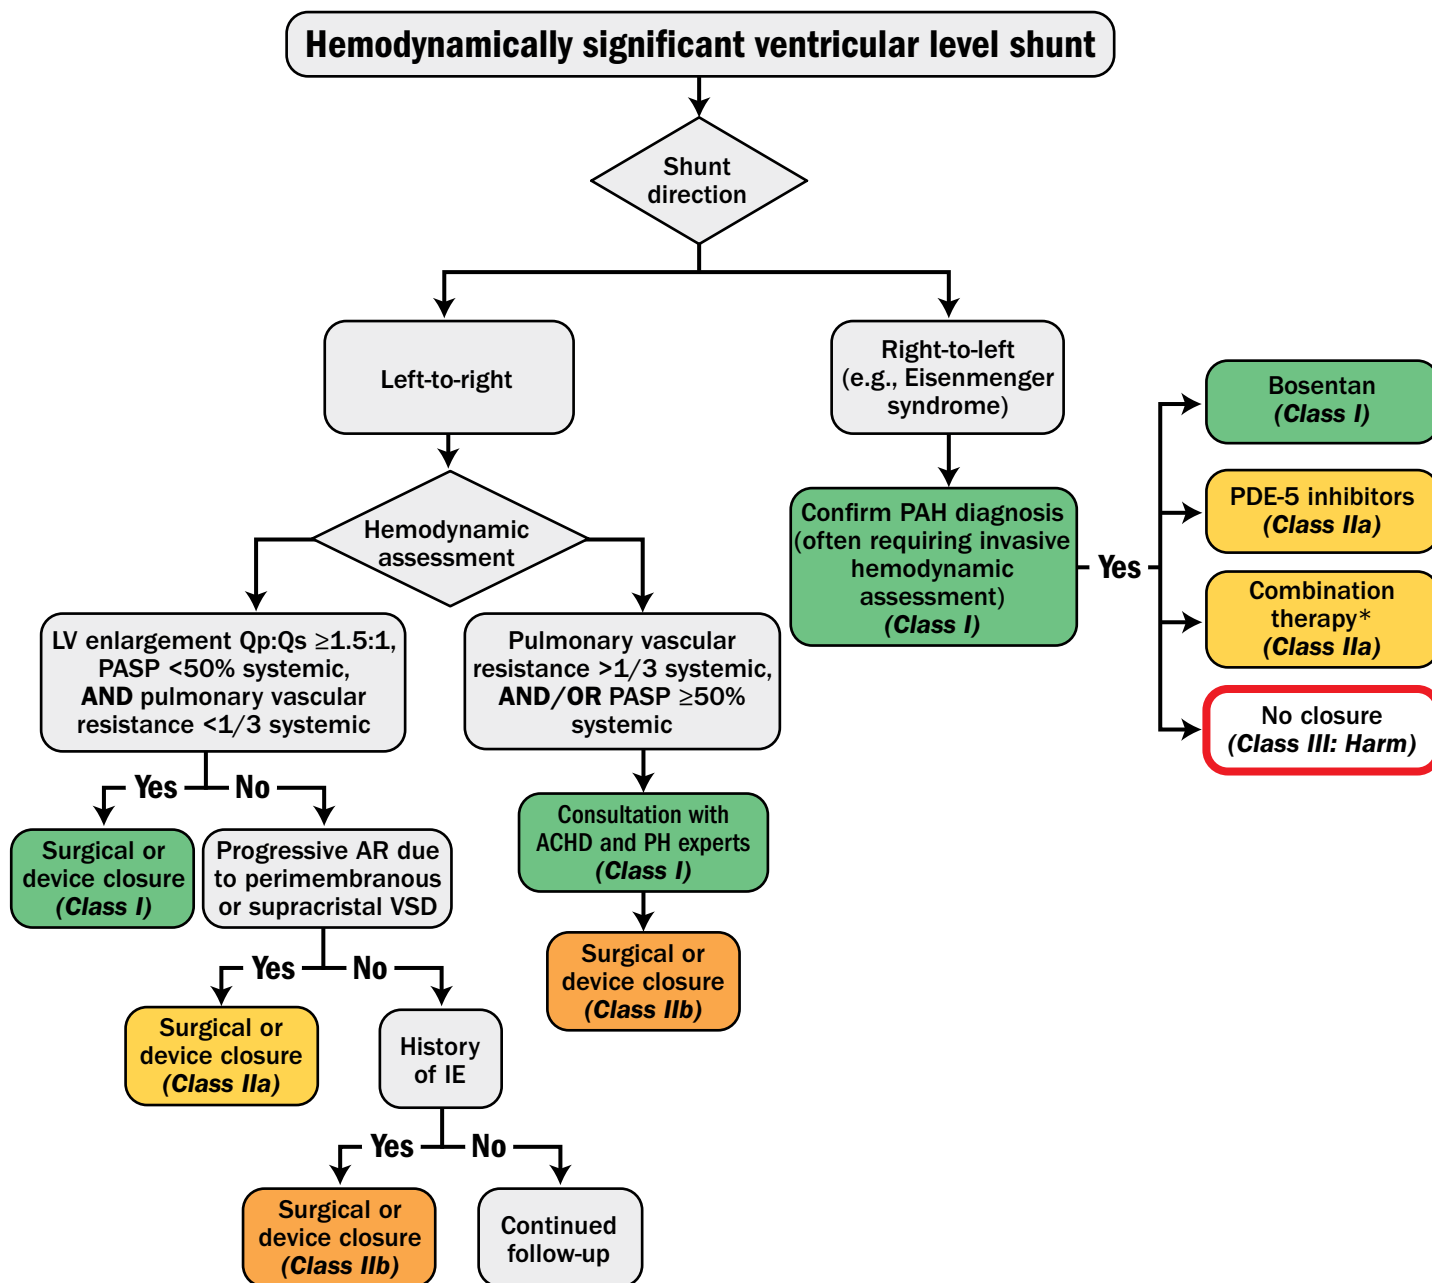 Hemodynamically significant ventricular level shunt
Shunt
direction
Left-to-right
Right-to-left
(e.g., Eisenmenger
syndrome)
Hemodynamic
assessment
Confirm PAH diagnosis
(often requiring invasive
hemodynamic
assessment)
(Class I)
Yes
Bosentan
(Class I)
PDE-5 inhibitors
(Class IIa)
Combination
therapy*
(Class IIa)
No closure
(Class III: Harm)
LV enlargement Qp:Qs ≥1.5:1,
PASP <50% systemic,
AND pulmonary vascular
resistance <1/3 systemic
Pulmonary vascular
resistance >1/3 systemic,
AND/OR PASP ≥50%
systemic
Yes
No
Surgical or
device closure
(Class I)
Progressive AR due
to perimembranous
or supracristal VSD
Consultation with
ACHD and PH experts
(Class I)
Surgical or
device closure
(Class IIb)
Yes
No
Surgical or
device closure
(Class IIa)
History
of IE
Yes
No
Surgical or
device closure
(Class IIb)
Continued
follow-up